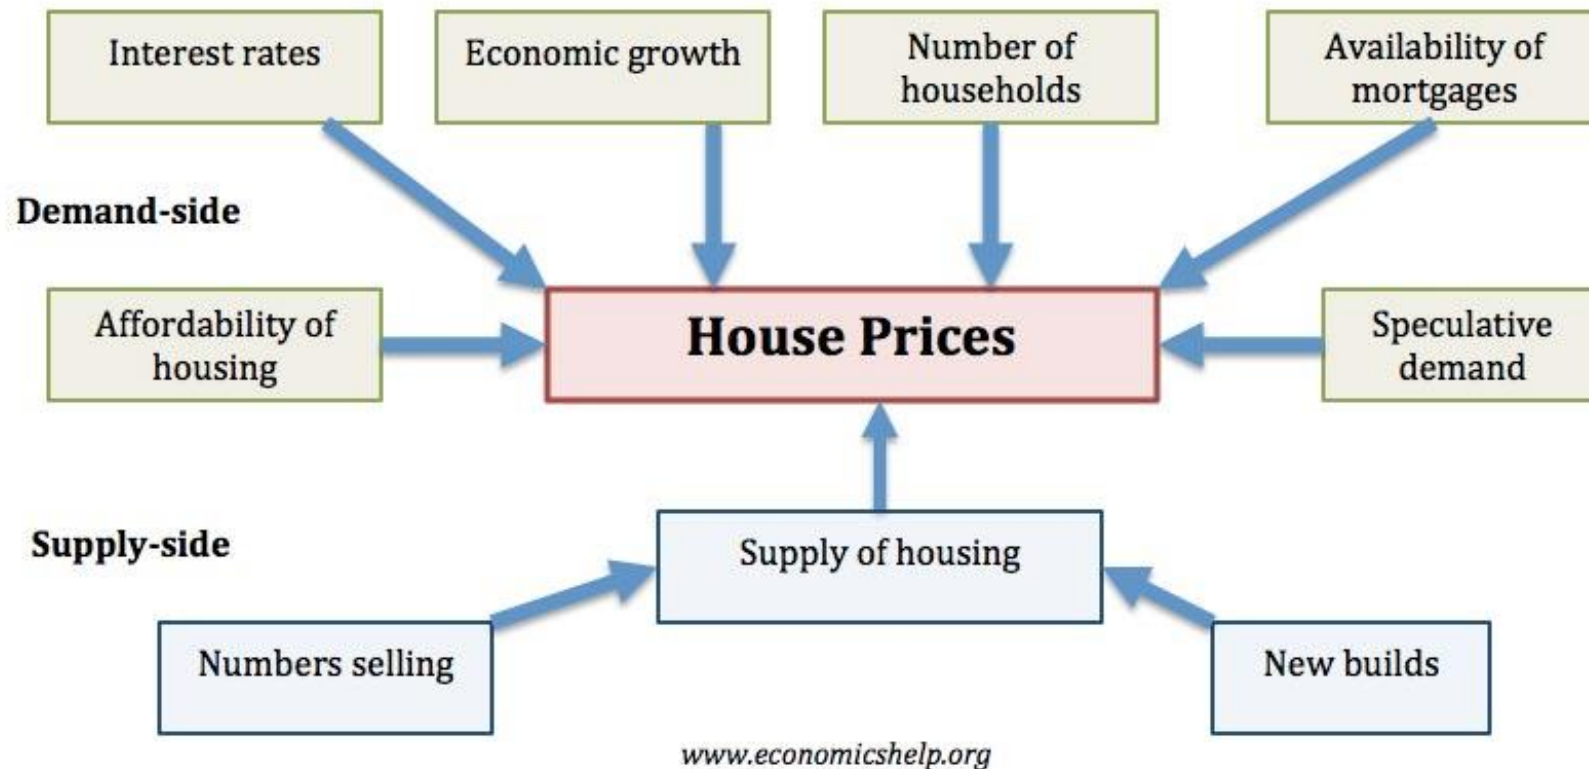 Interest rates
Economic growth
Number of
households
Availability of
mortgages
Demand-side
Affordability of
housing
House Prices
Speculative
demand
Supply-side
Supply of housing
Numbers selling
New builds
www.economicshelp.org